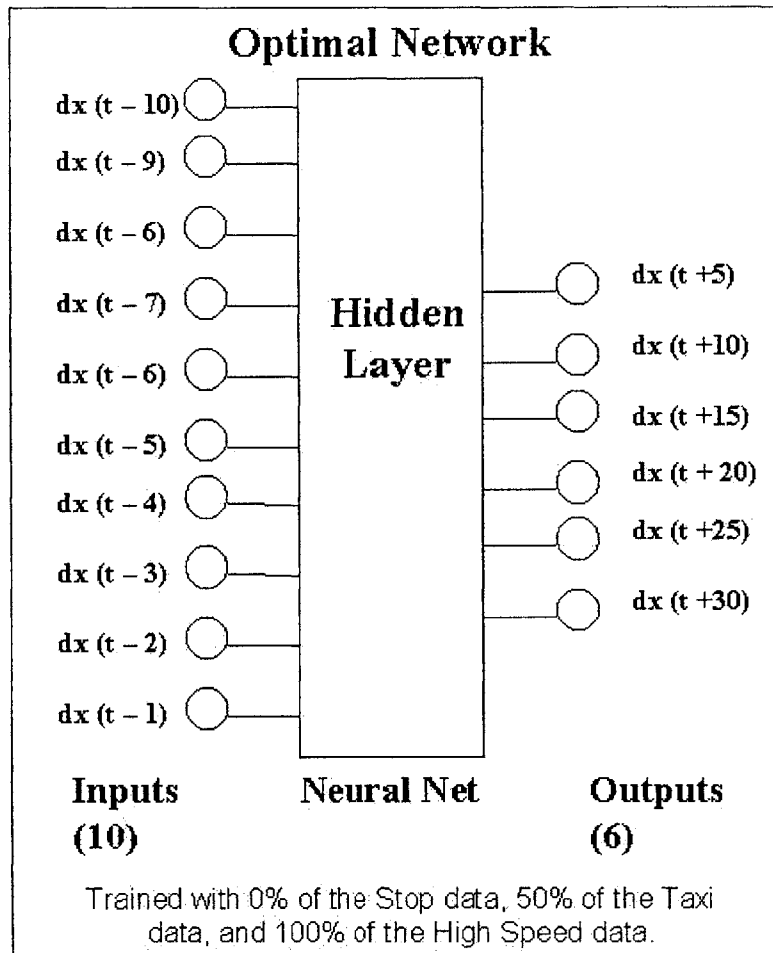 Optimal Network
dx (t – 10)
dx (t – 9)
dx (t – 6)
dx (t – 7)
dx (t – 6)
dx (t – 5)
dx (t – 4)
dx (t – 3)
dx (t – 2)
dx (t – 1)
Hidden
Layer
dx (t +5)
dx (t +10)
dx (t +15)
dx (t + 20)
dx (t +25)
dx (t +30)
Inputs
(10)
Neural Net
Outputs
(6)
Trained with 0% of the Stop data, 50% of the Taxi
data, and 100% of the High Speed data.